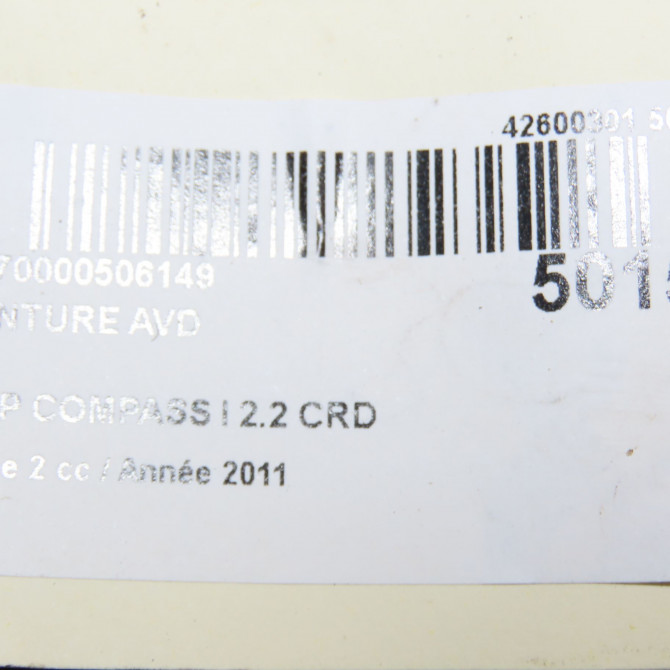 42600301 50
70000506149
5015
NTURE AVD
P COMPASS I 2.2 CRD
e 2 cc / Année 2011